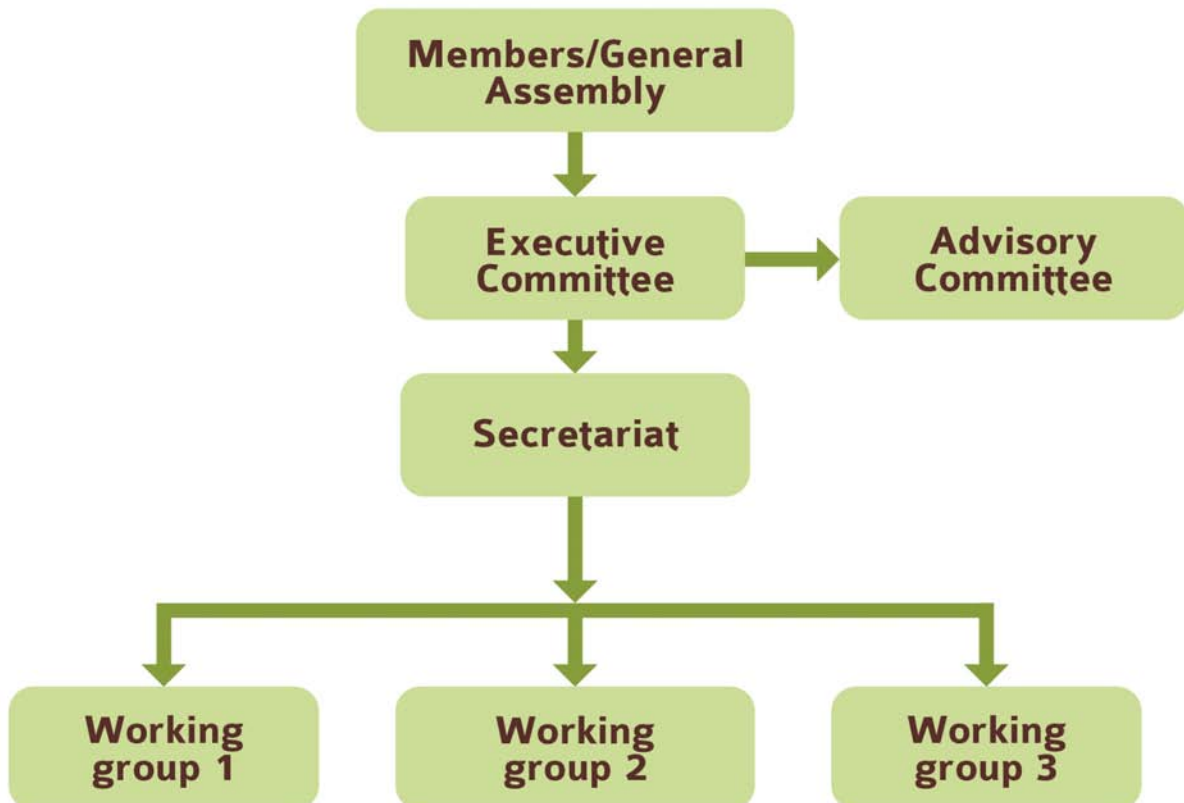 Members/General
Assembly
Executive
Committee
Advisory
Committee
Secretariat
Working
group 1
Working
group 2
Working
group 3